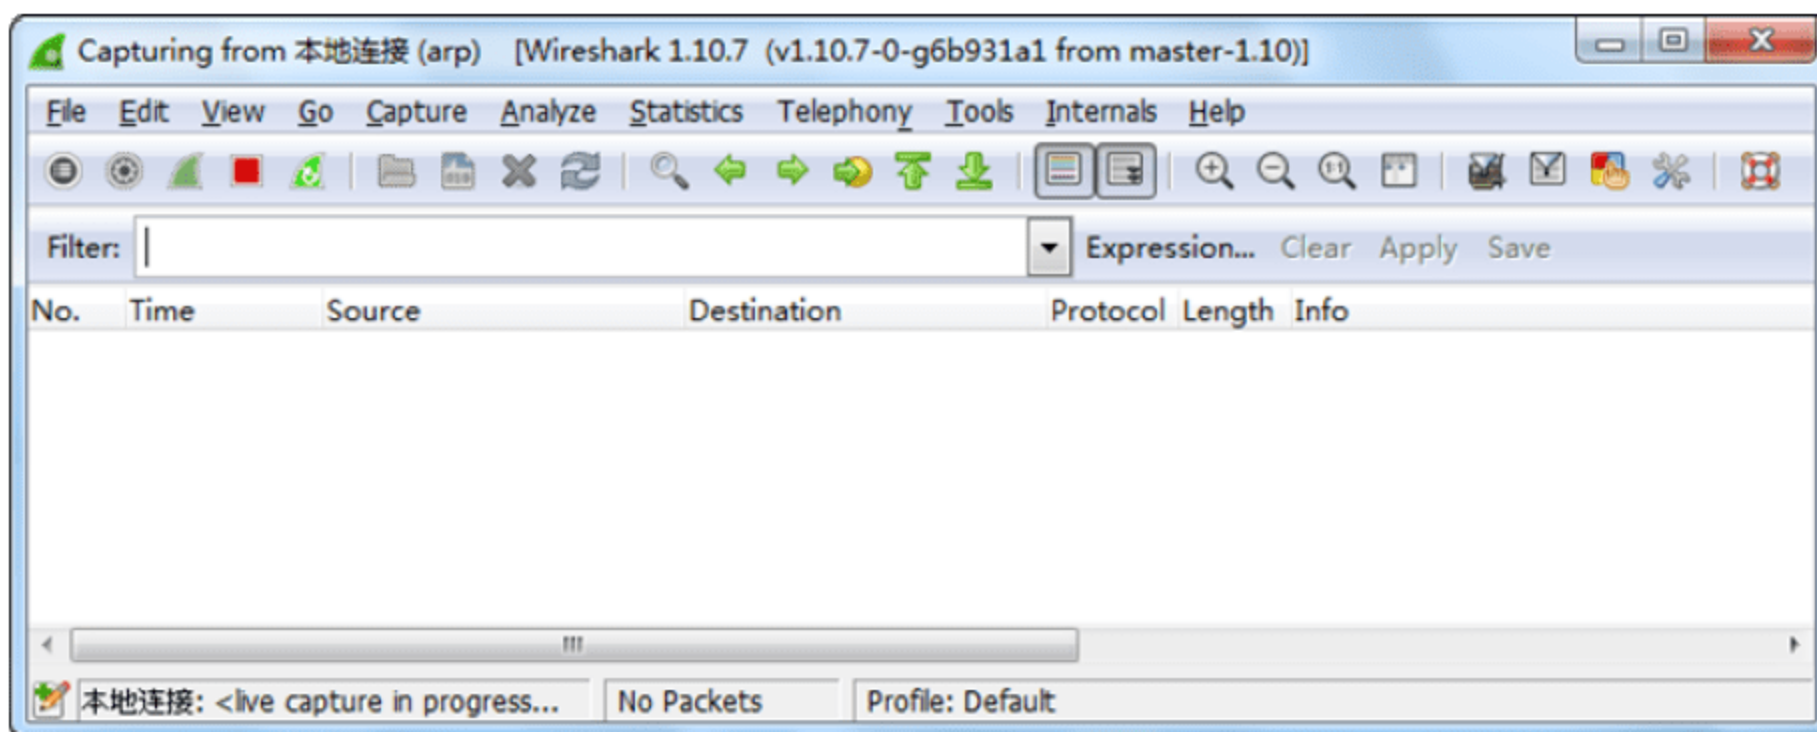 Capturing from 本地连接 (arp) [Wireshark 1.10.7 (v1.10.7-0-g6b931a1 from master-1.10)]
File Edit View Go Capture Analyze Statistics Telephony Tools Internals Help
Filter: Expression... Clear Apply Save
No. Time Source Destination Protocol Length Info
本地连接: <live capture in progress... No Packets Profile: Default